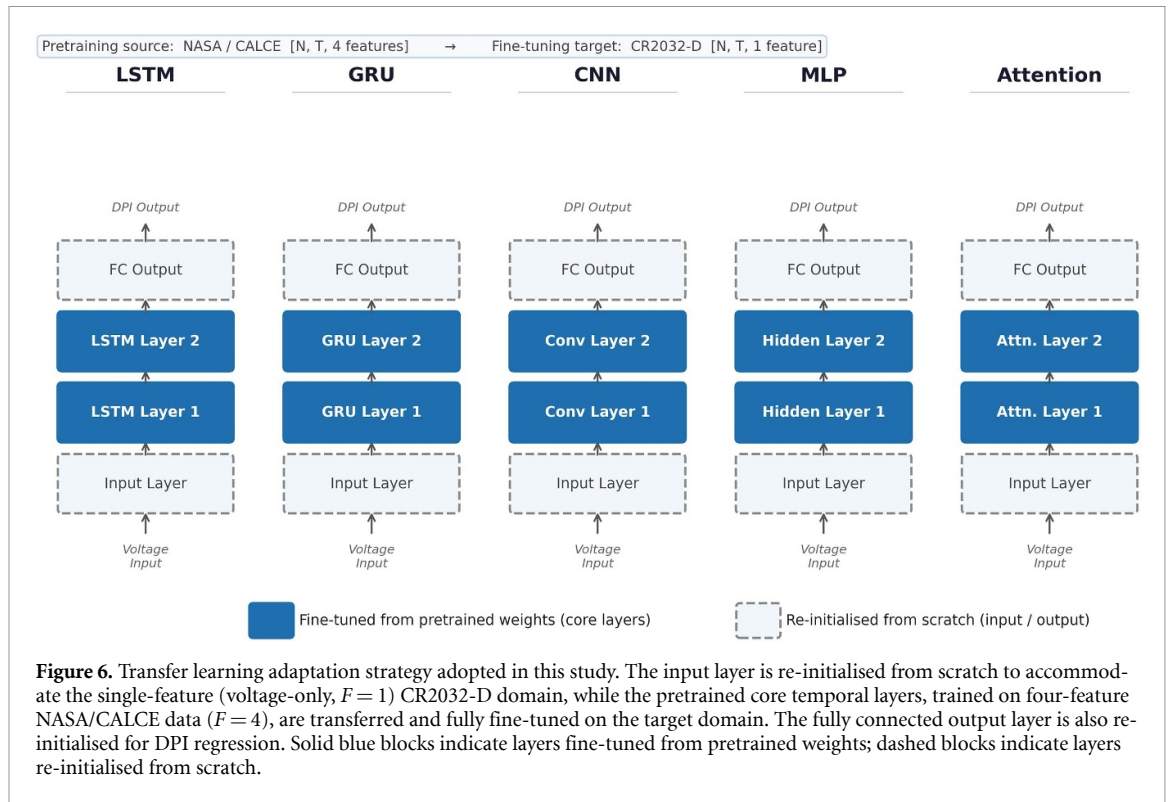 Pretraining source: NASA / CALCE [N, T, 4 features] → Fine-tuning target: CR2032-D [N, T, 1 feature]
LSTM GRU CNN MLP Attention
DPI Output DPI Output DPI Output DPI Output DPI Output
FC Output FC Output FC Output FC Output FC Output
LSTM Layer 2 GRU Layer 2 Conv Layer 2 Hidden Layer 2 Attn. Layer 2
LSTM Layer 1 GRU Layer 1 Conv Layer 1 Hidden Layer 1 Attn. Layer 1
Input Layer Input Layer Input Layer Input Layer Input Layer
Voltage Voltage Voltage Voltage Voltage
Input Input Input Input Input
Fine-tuned from pretrained weights (core layers) Re-initialised from scratch (input / output)
Figure 6. Transfer learning adaptation strategy adopted in this study. The input layer is re-initialised from scratch to accommod-
ate the single-feature (voltage-only, F = 1) CR2032-D domain, while the pretrained core temporal layers, trained on four-feature
NASA/CALCE data (F = 4), are transferred and fully fine-tuned on the target domain. The fully connected output layer is also re-
initialised for DPI regression. Solid blue blocks indicate layers fine-tuned from pretrained weights; dashed blocks indicate layers
re-initialised from scratch.